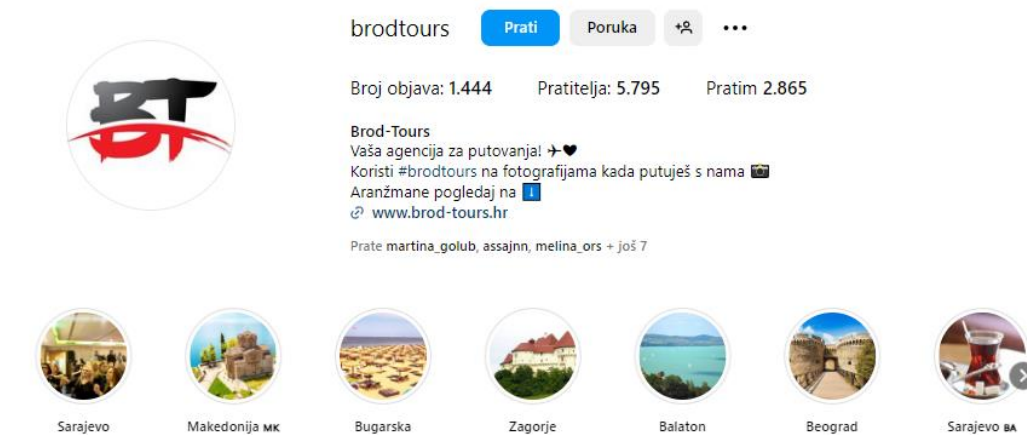 brodtours Prati Poruka
BT
Broj objava: 1.444 Pratitelja: 5.795 Pratim 2.865
Brod-Tours
Vaša agencija za putovanja! ✈♥
Koristi #brodtours na fotografijama kada putuješ s nama 📸
Aranžmane pogledaj na ⬇
www.brod-tours.hr
Prate martina_golub, assajnn, melina_ors + još 7
Sarajevo Makedonija MK Bugarska Zagorje Balaton Beograd Sarajevo BA